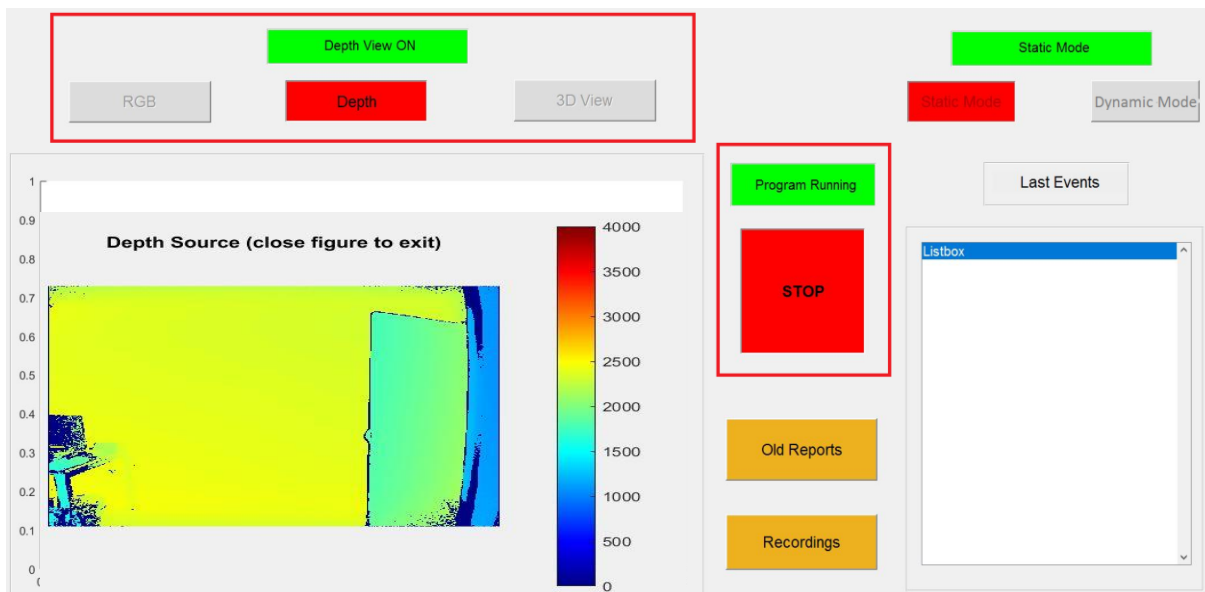 Depth View ON
RGB
Depth
3D View
Static Mode
Static Mode
Dynamic Mode
Program Running
STOP
Last Events
Listbox
Old Reports
Recordings
Depth Source (close figure to exit)
1
0.9
0.8
0.7
0.6
0.5
0.4
0.3
0.2
0.1
0
4000
3500
3000
2500
2000
1500
1000
500
0